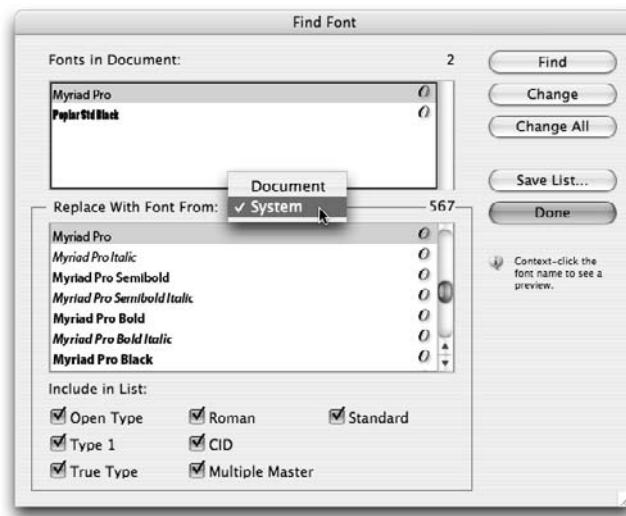 Find Font
Fonts in Document: 2
Myriad Pro
Poplar Std Black
Find
Change
Change All
Save List...
Done
Document
Replace With Font From: ✓ System 567
Myriad Pro
Myriad Pro Italic
Myriad Pro Semibold
Myriad Pro Semibold Italic
Myriad Pro Bold
Myriad Pro Bold Italic
Myriad Pro Black
Context-click the
font name to see a
preview.
Include in List:
Open Type Roman Standard
Type 1 CID
True Type Multiple Master